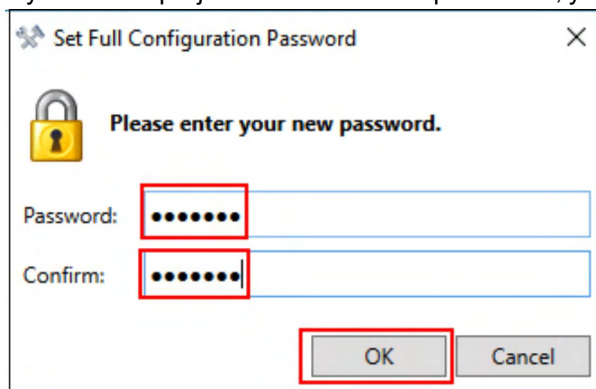 Set Full Configuration Password
Please enter your new password.
Password: •••••••
Confirm: •••••••
OK Cancel